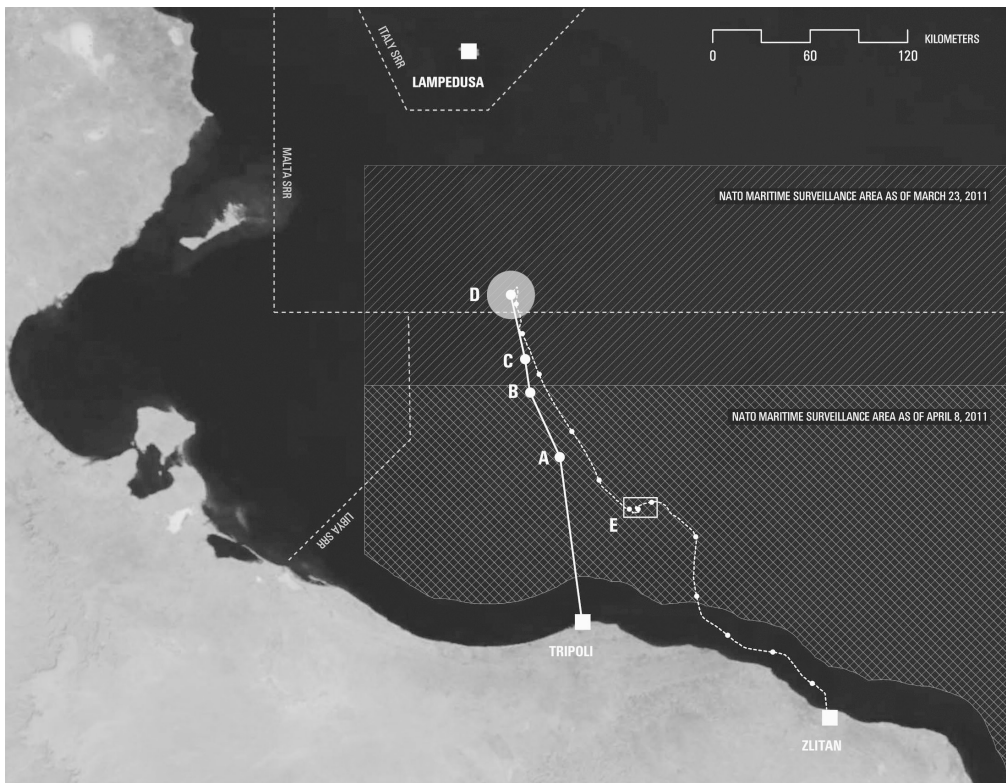 KILOMETERS
0 60 120
ITALY SRR
LAMPEDUSA
MALTA SRR
NATO MARITIME SURVEILLANCE AREA AS OF MARCH 23, 2011
D
C
B
NATO MARITIME SURVEILLANCE AREA AS OF APRIL 8, 2011
A
E
LIBYA SRR
TRIPOLI
ZLITAN